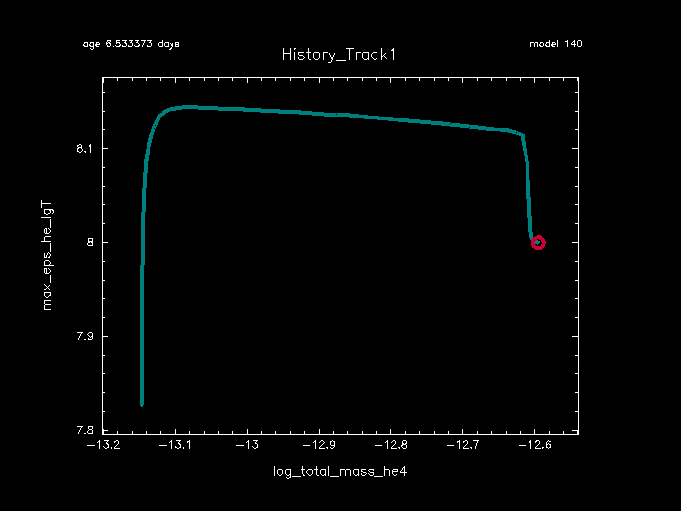 age 6.533373 days
model 140
History_Track1
max_eps_he_lgT
8.1
8
7.9
7.8
−13.2 −13.1 −13 −12.9 −12.8 −12.7 −12.6
log_total_mass_he4